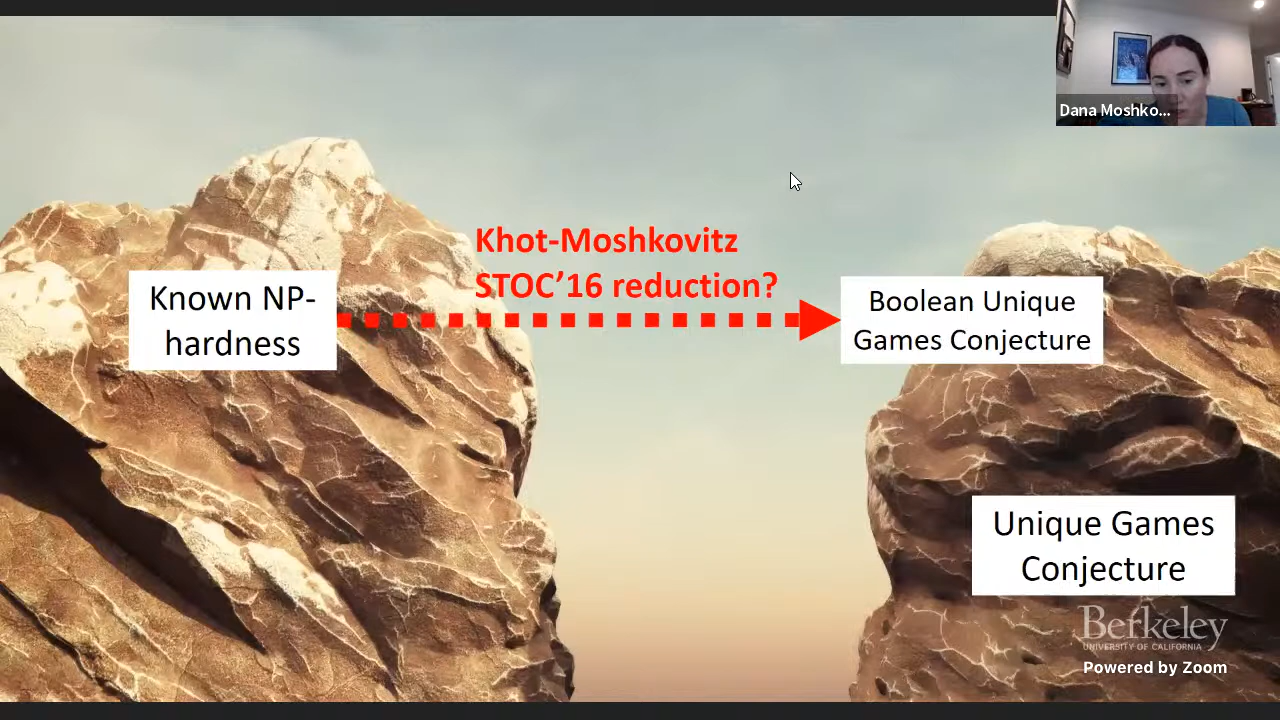 Dana Moshko...
Khot-Moshkovitz
STOC’16 reduction?
Known NP-
hardness
Boolean Unique
Games Conjecture
Unique Games
Conjecture
Berkeley
UNIVERSITY OF CALIFORNIA
Powered by Zoom